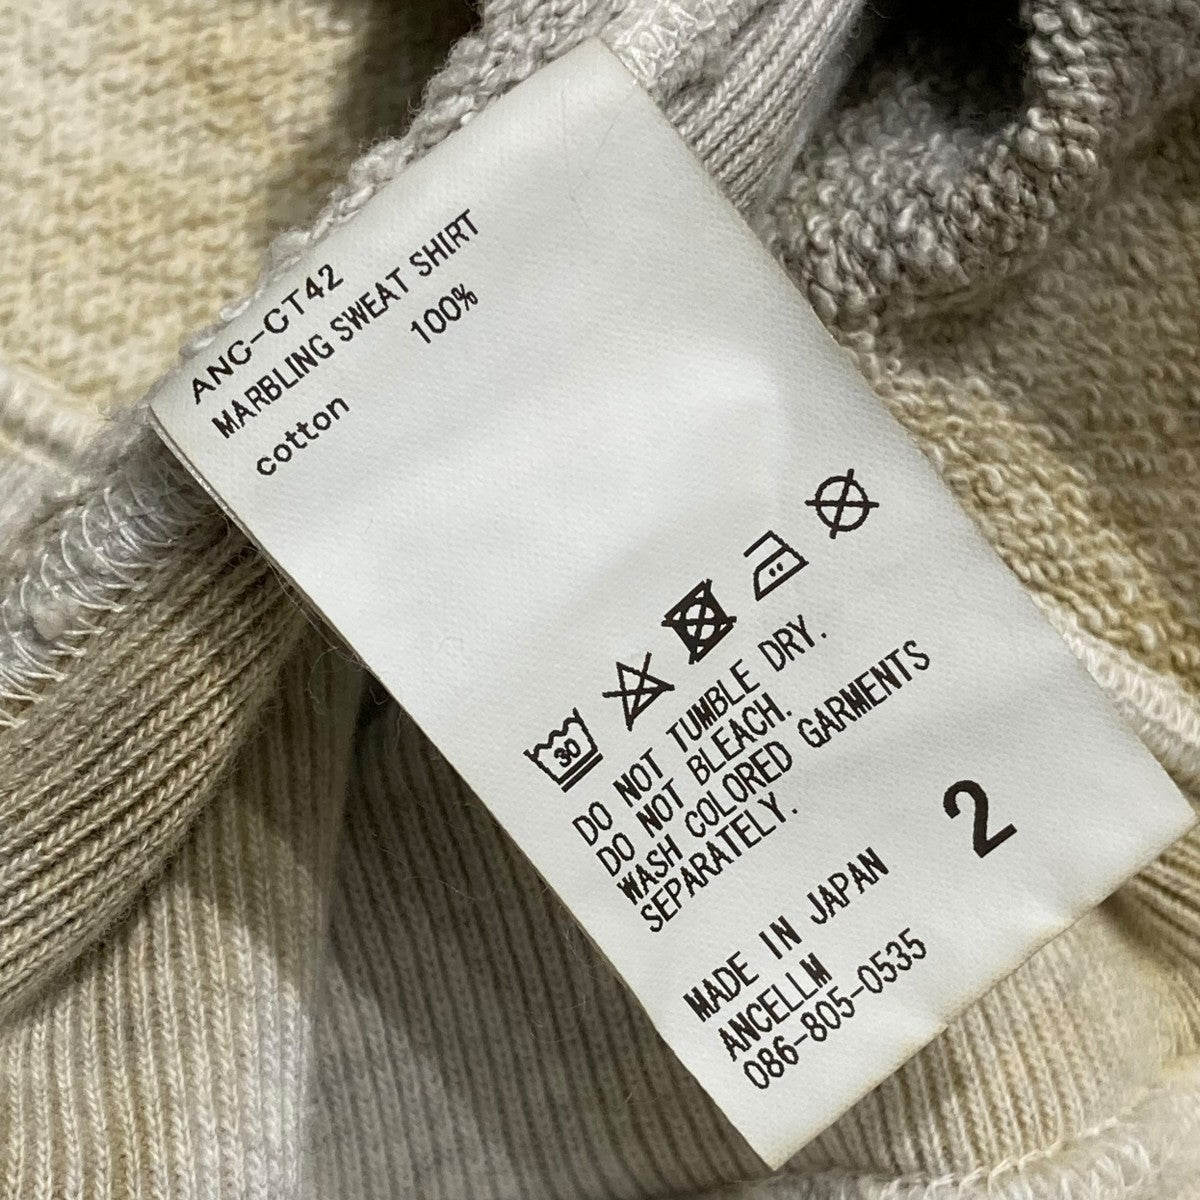 ANC-CT42
MARBLING SWEAT SHIRT
cotton 100%
30
DO NOT TUMBLE DRY.
DO NOT BLEACH.
WASH COLORED GARMENTS
SEPARATELY.
2
MADE IN JAPAN
ANCELLM
086-805-0535